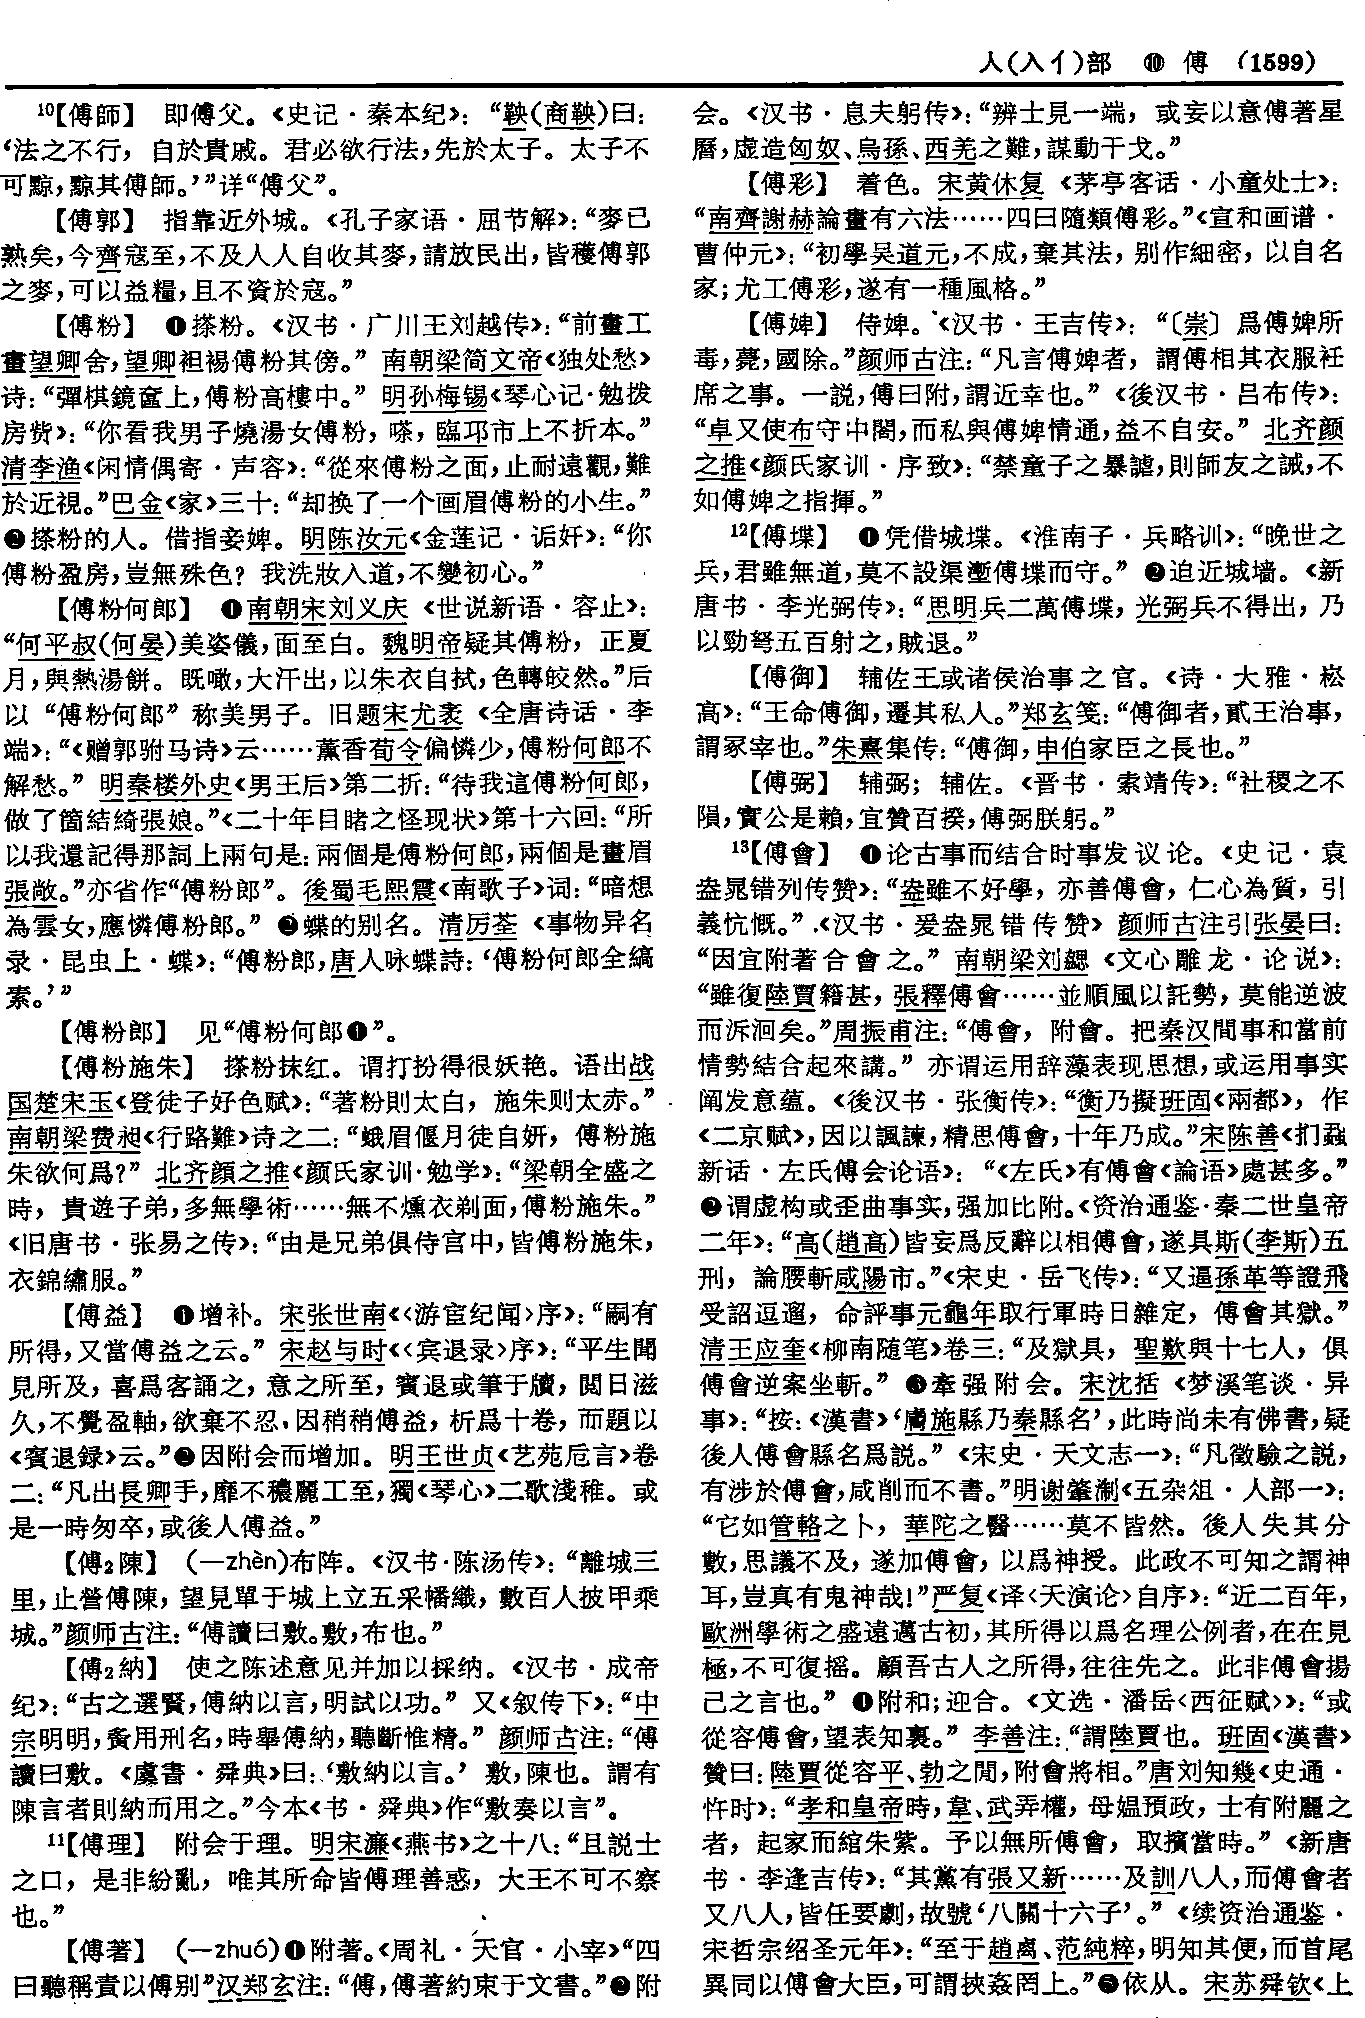 人(入亻)部 ⑩ 傅 (1599)
10【傅師】 即傅父。《史记·秦本纪》：“鞅(商鞅)曰：
‘法之不行，自於貴戚。君必欲行法，先於太子。太子不
可黥，黥其傅師。’”详“傅父”。
【傅郭】 指靠近外城。《孔子家语·屈节解》：“麥已
熟矣，今齊寇至，不及人人自收其麥，請放民出，皆穫傅郭
之麥，可以益糧，且不資於寇。”
【傅粉】 ❶搽粉。《汉书·广川王刘越传》：“前畫工
畫望卿舍，望卿袒裼傅粉其傍。” 南朝梁简文帝《独处愁》
诗：“彈棋鏡奩上，傅粉高樓中。” 明孙梅锡《琴心记·勉拨
房赀》：“你看我男子燒湯女傅粉，嗏，臨邛市上不折本。”
清李渔《闲情偶寄·声容》：“從來傅粉之面，止耐遠觀，難
於近視。”巴金《家》三十：“却换了一个画眉傅粉的小生。”
❷搽粉的人。借指妾婢。明陈汝元《金莲记·诟奸》：“你
傅粉盈房，豈無殊色？我洗妝入道，不變初心。”
【傅粉何郎】 ❶南朝宋刘义庆《世说新语·容止》：
“何平叔(何晏)美姿儀，面至白。魏明帝疑其傅粉，正夏
月，與熱湯餅。既噉，大汗出，以朱衣自拭，色轉皎然。”后
以“傅粉何郎”称美男子。旧题宋尤袤《全唐诗话·李
端》：“《赠郭驸马诗》云……薰香荀令偏憐少，傅粉何郎不
解愁。” 明秦楼外史《男王后》第二折：“待我這傅粉何郎，
做了箇結綺張娘。”《二十年目睹之怪现状》第十六回：“所
以我還記得那詞上兩句是：兩個是傅粉何郎，兩個是畫眉
張敞。”亦省作“傅粉郎”。後蜀毛熙震《南歌子》词：“暗想
為雲女，應憐傅粉郎。” ❷蝶的别名。清厉荃《事物异名
录·昆虫上·蝶》：“傅粉郎，唐人咏蝶詩：‘傅粉何郎全縞
素。’”
【傅粉郎】 见“傅粉何郎❶”。
【傅粉施朱】 搽粉抹红。谓打扮得很妖艳。语出战
国楚宋玉《登徒子好色赋》：“著粉則太白，施朱则太赤。”
南朝梁费昶《行路難》诗之二：“蛾眉偃月徒自妍，傅粉施
朱欲何爲？” 北齐顏之推《颜氏家训·勉学》：“梁朝全盛之
時，貴遊子弟，多無學術……無不燻衣剃面，傅粉施朱。”
《旧唐书·张易之传》：“由是兄弟俱侍宫中，皆傅粉施朱，
衣錦繡服。”
【傅益】 ❶增补。宋张世南《〈游宦纪闻〉序》：“嗣有
所得，又當傅益之云。” 宋赵与时《〈宾退录〉序》：“平生聞
見所及，喜爲客誦之，意之所至，賓退或筆于牘，閱日滋
久，不覺盈軸，欲棄不忍，因稍稍傅益，析爲十卷，而題以
《賓退録》云。”❷因附会而增加。明王世贞《艺苑卮言》卷
二：“凡出長卿手，靡不穠麗工至，獨《琴心》二歌淺稚。或
是一時匆卒，或後人傅益。”
【傅2陳】 (—zhèn)布阵。《汉书·陈汤传》：“離城三
里，止營傅陳，望見單于城上立五采幡織，數百人披甲乘
城。”颜师古注：“傅讀曰敷。敷，布也。”
【傅2納】 使之陈述意见并加以採纳。《汉书·成帝
纪》：“古之選賢，傅納以言，明試以功。” 又《叙传下》：“中
宗明明，夤用刑名，時舉傅納，聽斷惟精。” 颜师古注：“傅
讀曰敷。《虞書·舜典》曰：‘敷納以言。’敷，陳也。謂有
陳言者則納而用之。”今本《书·舜典》作“敷奏以言”。
11【傅理】 附会于理。明宋濂《燕书》之十八：“且説士
之口，是非紛亂，唯其所命皆傅理善惑，大王不可不察
也。”
【傅著】 (—zhuó)❶附著。《周礼·天官·小宰》“四
曰聽稱責以傅别”汉郑玄注：“傅，傅著約束于文書。”❷附
会。《汉书·息夫躬传》：“辨士見一端，或妄以意傅著星
曆，虚造匈奴、烏孫、西羌之難，謀動干戈。”
【傅彩】 着色。宋黄休复《茅亭客话·小童处士》：
“南齊謝赫論畫有六法……四曰隨類傅彩。”《宣和画谱·
曹仲元》：“初學吴道元，不成，棄其法，别作細密，以自名
家；尤工傅彩，遂有一種風格。”
【傅婢】 侍婢。《汉书·王吉传》：“〔崇〕爲傅婢所
毒，薨，國除。”颜师古注：“凡言傅婢者，謂傅相其衣服衽
席之事。一説，傅曰附，謂近幸也。” 《後汉书·吕布传》：
“卓又使布守中閤，而私與傅婢情通，益不自安。” 北齐颜
之推《颜氏家训·序致》：“禁童子之暴謔，則師友之誡，不
如傅婢之指揮。”
12【傅堞】 ❶凭借城堞。《淮南子·兵略训》：“晚世之
兵，君雖無道，莫不設渠壍傅堞而守。” ❷迫近城墙。《新
唐书·李光弼传》：“思明兵二萬傅堞，光弼兵不得出，乃
以勁弩五百射之，賊退。”
【傅御】 辅佐王或诸侯治事之官。《诗·大雅·崧
高》：“王命傅御，遷其私人。”郑玄笺：“傅御者，貳王治事，
謂冢宰也。”朱熹集传：“傅御，申伯家臣之長也。”
【傅弼】 辅弼；辅佐。《晋书·索靖传》：“社稷之不
隕，實公是賴，宜贊百揆，傅弼朕躬。”
13【傅會】 ❶论古事而结合时事发议论。《史记·袁
盎晁错列传赞》：“盎雖不好學，亦善傅會，仁心為質，引
義忼慨。”《汉书·爰盎晁错传赞》颜师古注引张晏曰：
“因宜附著合會之。” 南朝梁刘勰《文心雕龙·论说》：
“雖復陸賈籍甚，張釋傅會……並順風以託勢，莫能逆波
而泝洄矣。”周振甫注：“傅會，附會。把秦汉間事和當前
情勢結合起來講。” 亦谓运用辞藻表现思想，或运用事实
阐发意蕴。《後汉书·张衡传》：“衡乃擬班固《兩都》，作
《二京赋》，因以諷諫，精思傅會，十年乃成。”宋陈善《扪蝨
新话·左氏傅会论语》：“《左氏》有傅會《論语》處甚多。”
❷谓虚构或歪曲事实，强加比附。《资治通鉴·秦二世皇帝
二年》：“高(趙高)皆妄爲反辭以相傅會，遂具斯(李斯)五
刑，論腰斬咸陽市。”《宋史·岳飞传》：“又逼孫革等證飛
受詔逗遛，命評事元龜年取行軍時日雜定，傅會其獄。”
清王应奎《柳南随笔》卷三：“及獄具，聖歎與十七人，俱
傅會逆案坐斬。” ❸牽强附会。宋沈括《梦溪笔谈·异
事》：“按：《漢書》‘膚施縣乃秦縣名’，此時尚未有佛書，疑
後人傅會縣名爲説。” 《宋史·天文志一》：“凡徵驗之説，
有涉於傅會，咸削而不書。”明谢肇淛《五杂俎·人部一》：
“它如管輅之卜，華陀之醫……莫不皆然。後人失其分
數，思議不及，遂加傅會，以爲神授。此政不可知之謂神
耳，豈真有鬼神哉！”严复《译〈天演论〉自序》：“近二百年，
歐洲學術之盛遠邁古初，其所得以爲名理公例者，在在見
極，不可復摇。顧吾古人之所得，往往先之。此非傅會揚
己之言也。” ❹附和；迎合。《文选·潘岳〈西征赋〉》：“或
從容傅會，望表知裏。” 李善注：“謂陸賈也。班固《漢書》
贊曰：陸賈從容平、勃之閒，附會將相。”唐刘知幾《史通·
忤时》：“孝和皇帝時，韋、武弄權，母媪預政，士有附麗之
者，起家而綰朱紫。予以無所傅會，取擯當時。” 《新唐
书·李逢吉传》：“其黨有張又新……及訓八人，而傅會者
又八人，皆任要劇，故號‘八關十六子’。” 《续资治通鉴·
宋哲宗绍圣元年》：“至于趙卨、范純粹，明知其便，而首尾
異同以傅會大臣，可謂挾姦罔上。”❺依从。宋苏舜钦《上